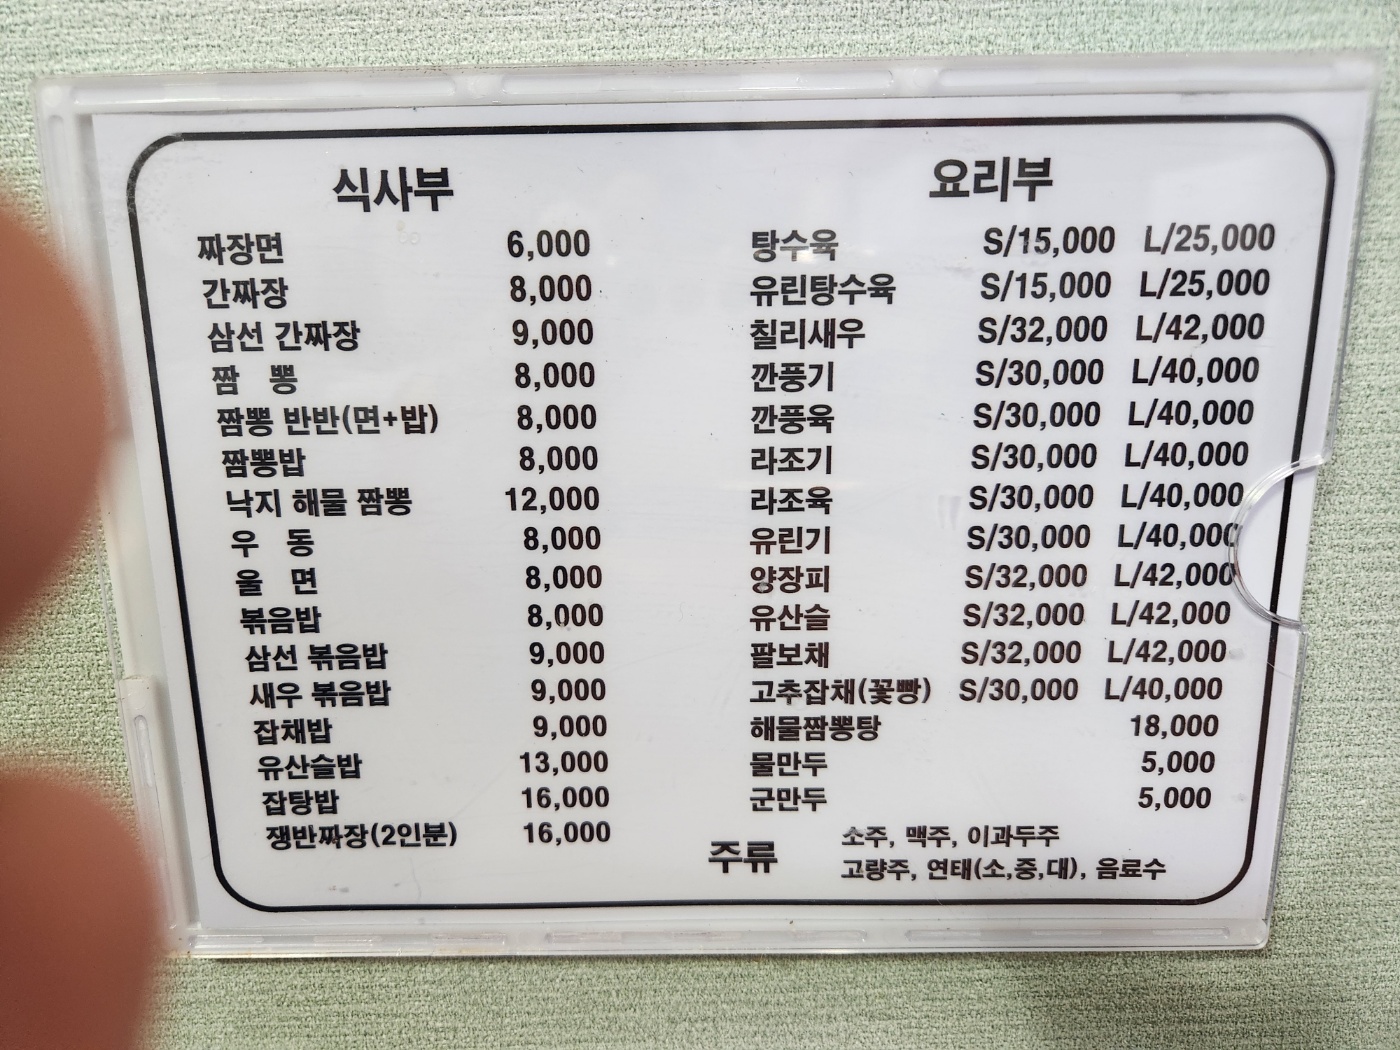 식사부
짜장면 6,000
간짜장 8,000
삼선 간짜장 9,000
짬 뽕 8,000
짬뽕 반반(면+밥) 8,000
짬뽕밥 8,000
낙지 해물 짬뽕 12,000
우 동 8,000
울 면 8,000
볶음밥 8,000
삼선 볶음밥 9,000
새우 볶음밥 9,000
잡채밥 9,000
유산슬밥 13,000
잡탕밥 16,000
쟁반짜장(2인분) 16,000
요리부
탕수육 S/15,000 L/25,000
유린탕수육 S/15,000 L/25,000
칠리새우 S/32,000 L/42,000
깐풍기 S/30,000 L/40,000
깐풍육 S/30,000 L/40,000
라조기 S/30,000 L/40,000
라조육 S/30,000 L/40,000
유린기 S/30,000 L/40,000
양장피 S/32,000 L/42,000
유산슬 S/32,000 L/42,000
팔보채 S/32,000 L/42,000
고추잡채(꽃빵) S/30,000 L/40,000
해물짬뽕탕 18,000
물만두 5,000
군만두 5,000
주류
소주, 맥주, 이과두주
고량주, 연태(소,중,대), 음료수